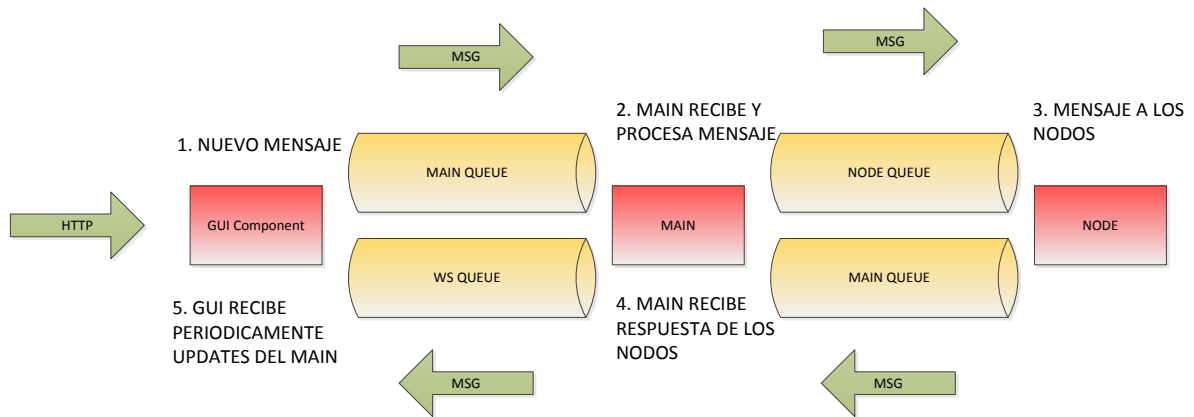 MSG
MSG
1. NUEVO MENSAJE
2. MAIN RECIBE Y
PROCESA MENSAJE
3. MENSAJE A LOS
NODOS
MAIN QUEUE
NODE QUEUE
HTTP
GUI Component
MAIN
NODE
WS QUEUE
MAIN QUEUE
5. GUI RECIBE
PERIODICAMENTE
UPDATES DEL MAIN
4. MAIN RECIBE
RESPUESTA DE LOS
NODOS
MSG
MSG